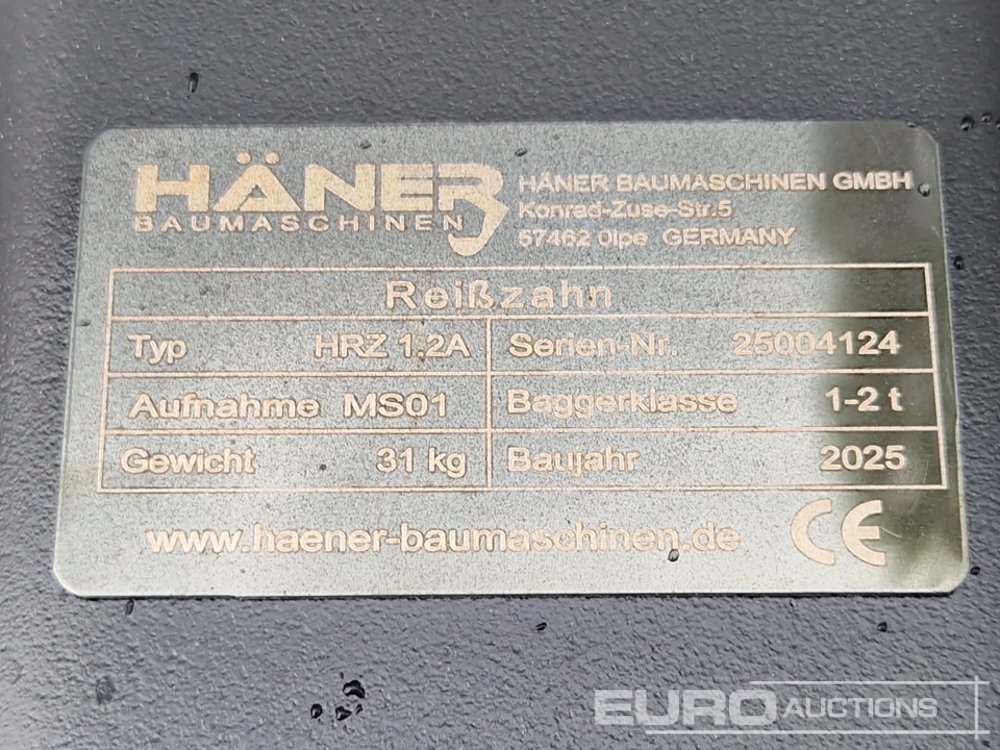 HÄNER
BAUMASCHINEN
HÄNER BAUMASCHINEN GMBH
Konrad-Zuse-Str.5
57462 Olpe GERMANY
Reißzahn
Typ HRZ 1.2A Serien-Nr. 25004124
Aufnahme MS01 Baggerklasse 1-2 t
Gewicht 31 kg Baujahr 2025
www.haener-baumaschinen.de CE
EURO AUCTIONS